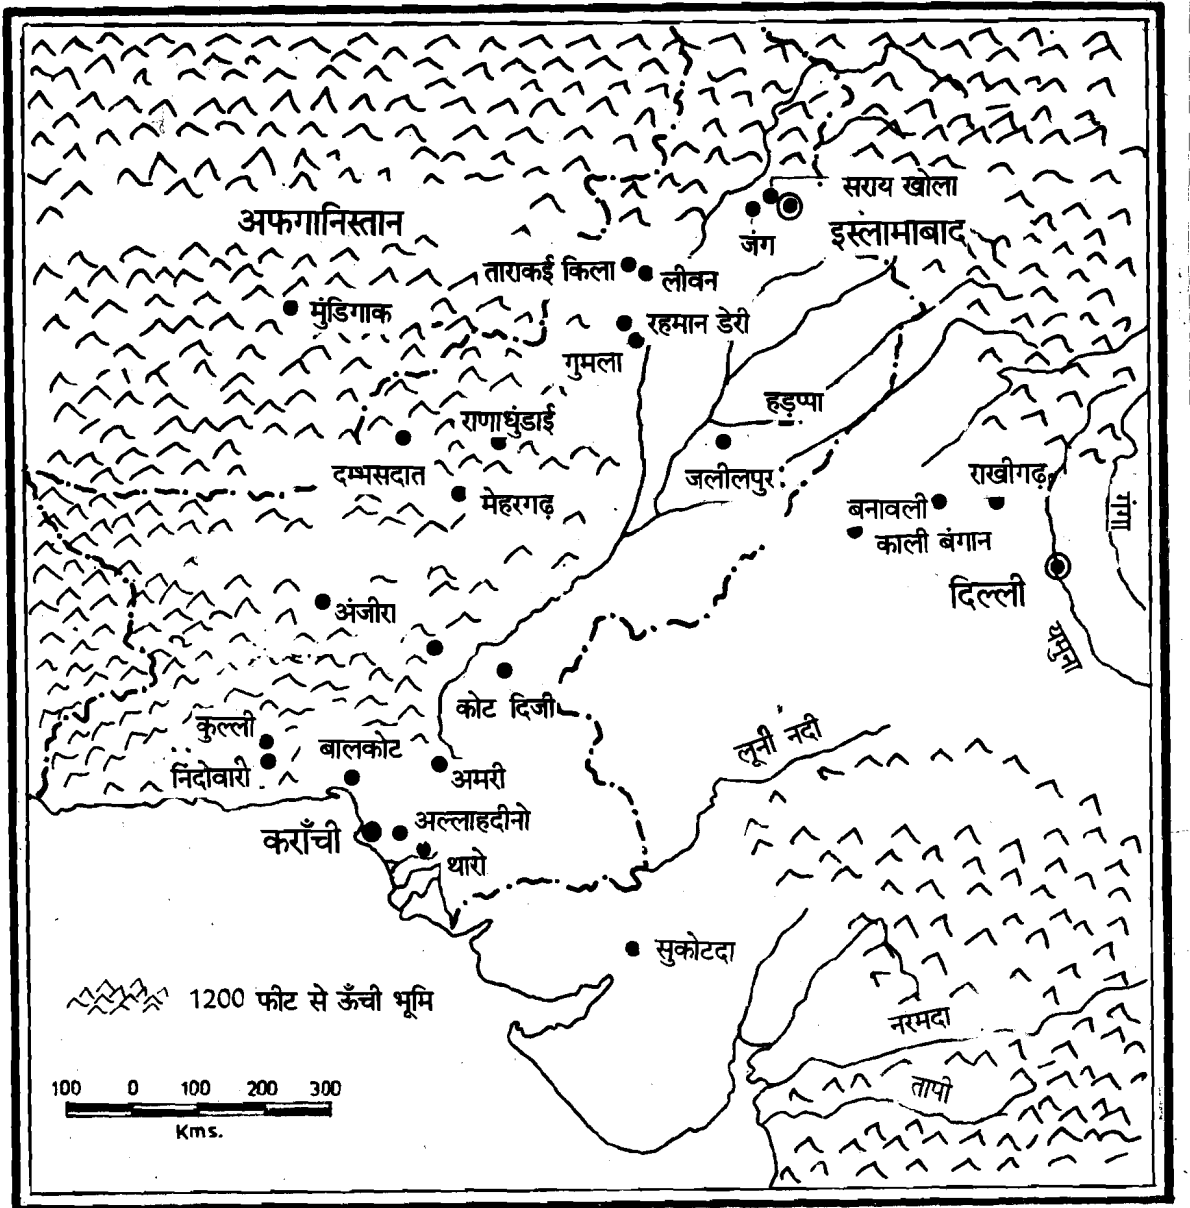 सराय खोला
अफगानिस्तान
जंग
इस्लामाबाद
ताराकई किला
लीवन
मुंडिगाक
रहमान डेरी
गुमला
हड़प्पा
राणाधुंडाई
दम्भसदात
जलीलपुर
राखीगढ़
मेहरगढ़
बनावली
गंगा
काली बंगान
दिल्ली
अंजीरा
यमुना
कोट दिजी
कुल्ली
लूनी नदी
बालकोट
निंदोवारी
अमरी
अल्लाहदीनो
कराँची
थारो
सुकोटदा
1200 फीट से ऊँची भूमि
नरमदा
तापी
100 0 100 200 300
Kms.